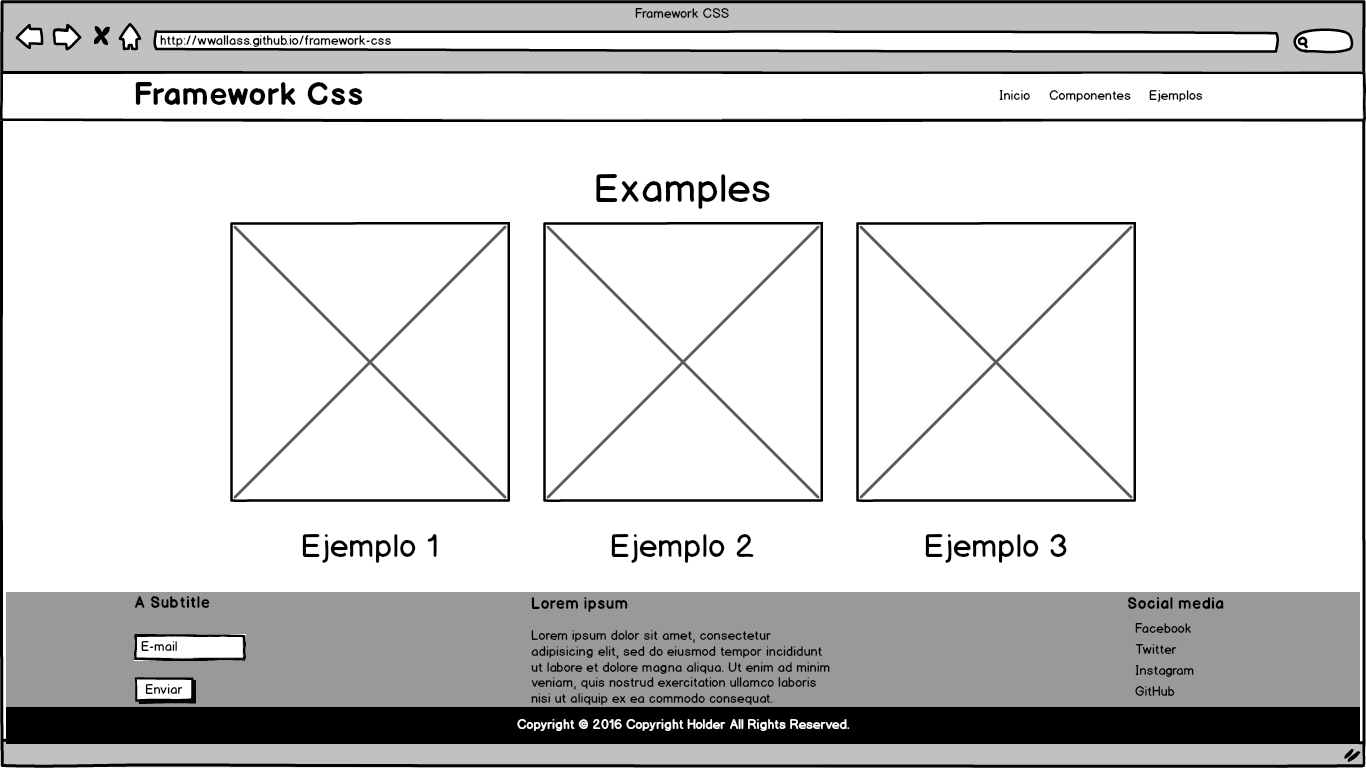 Framework CSS
http://wwallass.github.io/framework-css
Framework Css
Inicio Componentes Ejemplos
Examples
Ejemplo 1 Ejemplo 2 Ejemplo 3
A Subtitle
E-mail
Enviar
Lorem ipsum
Lorem ipsum dolor sit amet, consectetur
adipisicing elit, sed do eiusmod tempor incididunt
ut labore et dolore magna aliqua. Ut enim ad minim
veniam, quis nostrud exercitation ullamco laboris
nisi ut aliquip ex ea commodo consequat.
Social media
Facebook
Twitter
Instagram
GitHub
Copyright © 2016 Copyright Holder All Rights Reserved.